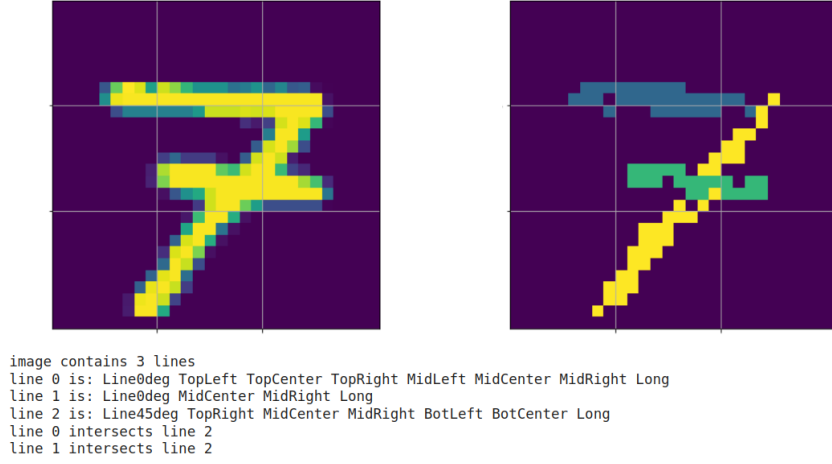 7
image contains 3 lines
line 0 is: Line0deg TopLeft TopCenter TopRight MidLeft MidCenter MidRight Long
line 1 is: Line0deg MidCenter MidRight Long
line 2 is: Line45deg TopRight MidCenter MidRight BotLeft BotCenter Long
line 0 intersects line 2
line 1 intersects line 2